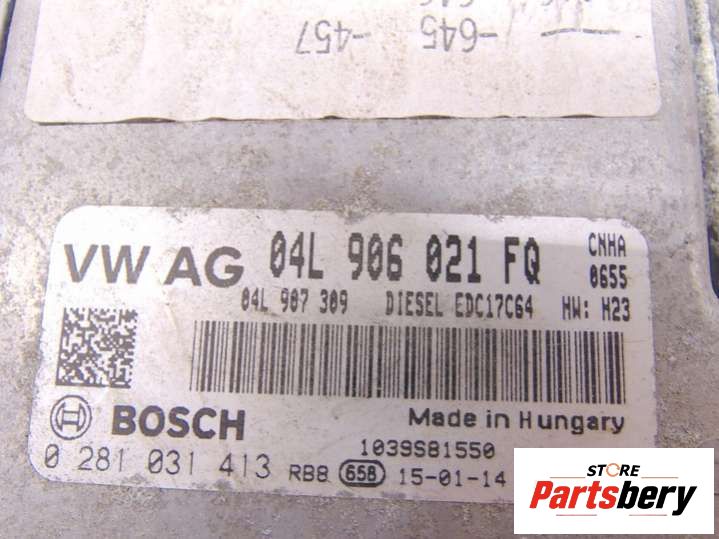 -645
-457
VW AG 04L 906 021 FQ CNHA
0655
04L 907 309 DIESEL EDC17C64 HW: H23
BOSCH Made in Hungary
1039S81550
0 281 031 413 RB8 658 15-01-14
STORE
Partsbery